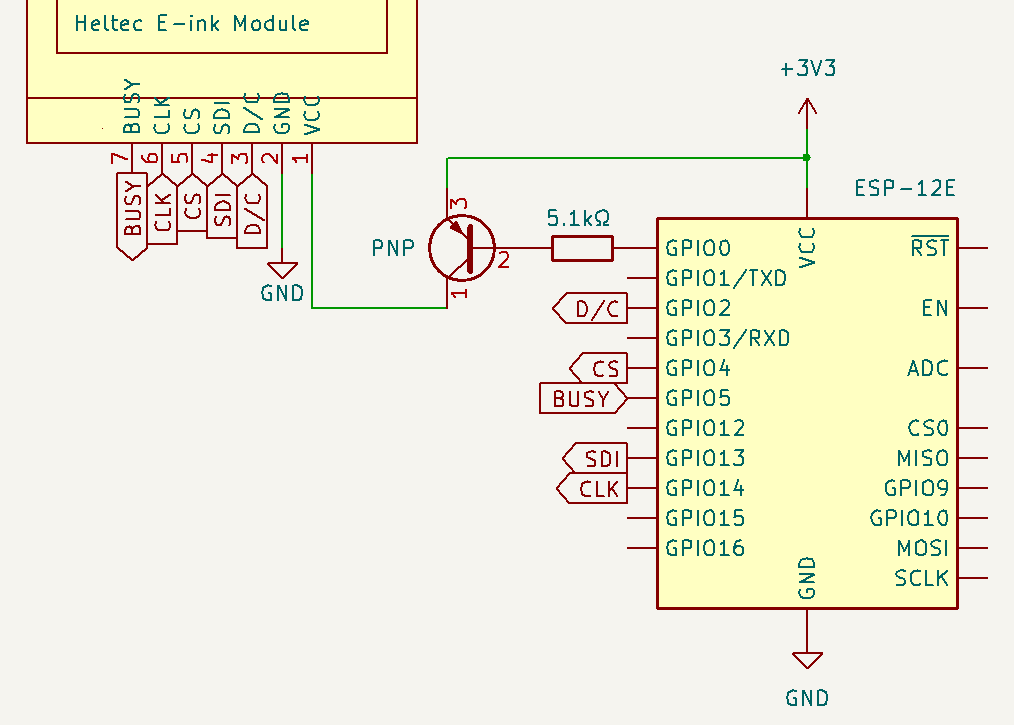 Heltec E-ink Module
BUSY
CLK
CS
SDI
D/C
GND
VCC
7
6
5
4
3
2
1
BUSY
CLK
CS
SDI
D/C
GND
PNP
3
2
1
5.1kΩ
+3V3
ESP-12E
VCC
GPIO0
GPIO1/TXD
D/C
GPIO2
GPIO3/RXD
CS
GPIO4
BUSY
GPIO5
GPIO12
SDI
GPIO13
CLK
GPIO14
GPIO15
GPIO16
RST
EN
ADC
CS0
MISO
GPIO9
GPIO10
MOSI
SCLK
GND
GND